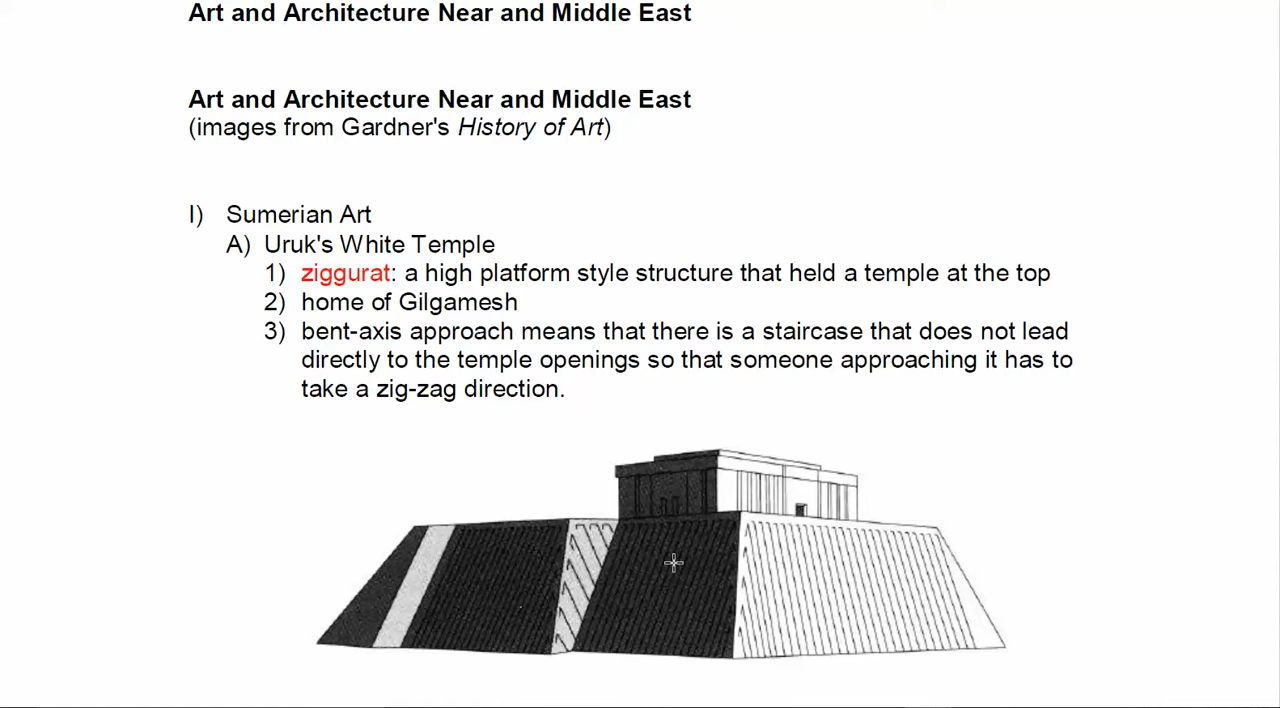 Art and Architecture Near and Middle East
Art and Architecture Near and Middle East
(images from Gardner's History of Art)
I) Sumerian Art
A) Uruk's White Temple
1) ziggurat: a high platform style structure that held a temple at the top
2) home of Gilgamesh
3) bent-axis approach means that there is a staircase that does not lead
directly to the temple openings so that someone approaching it has to
take a zig-zag direction.